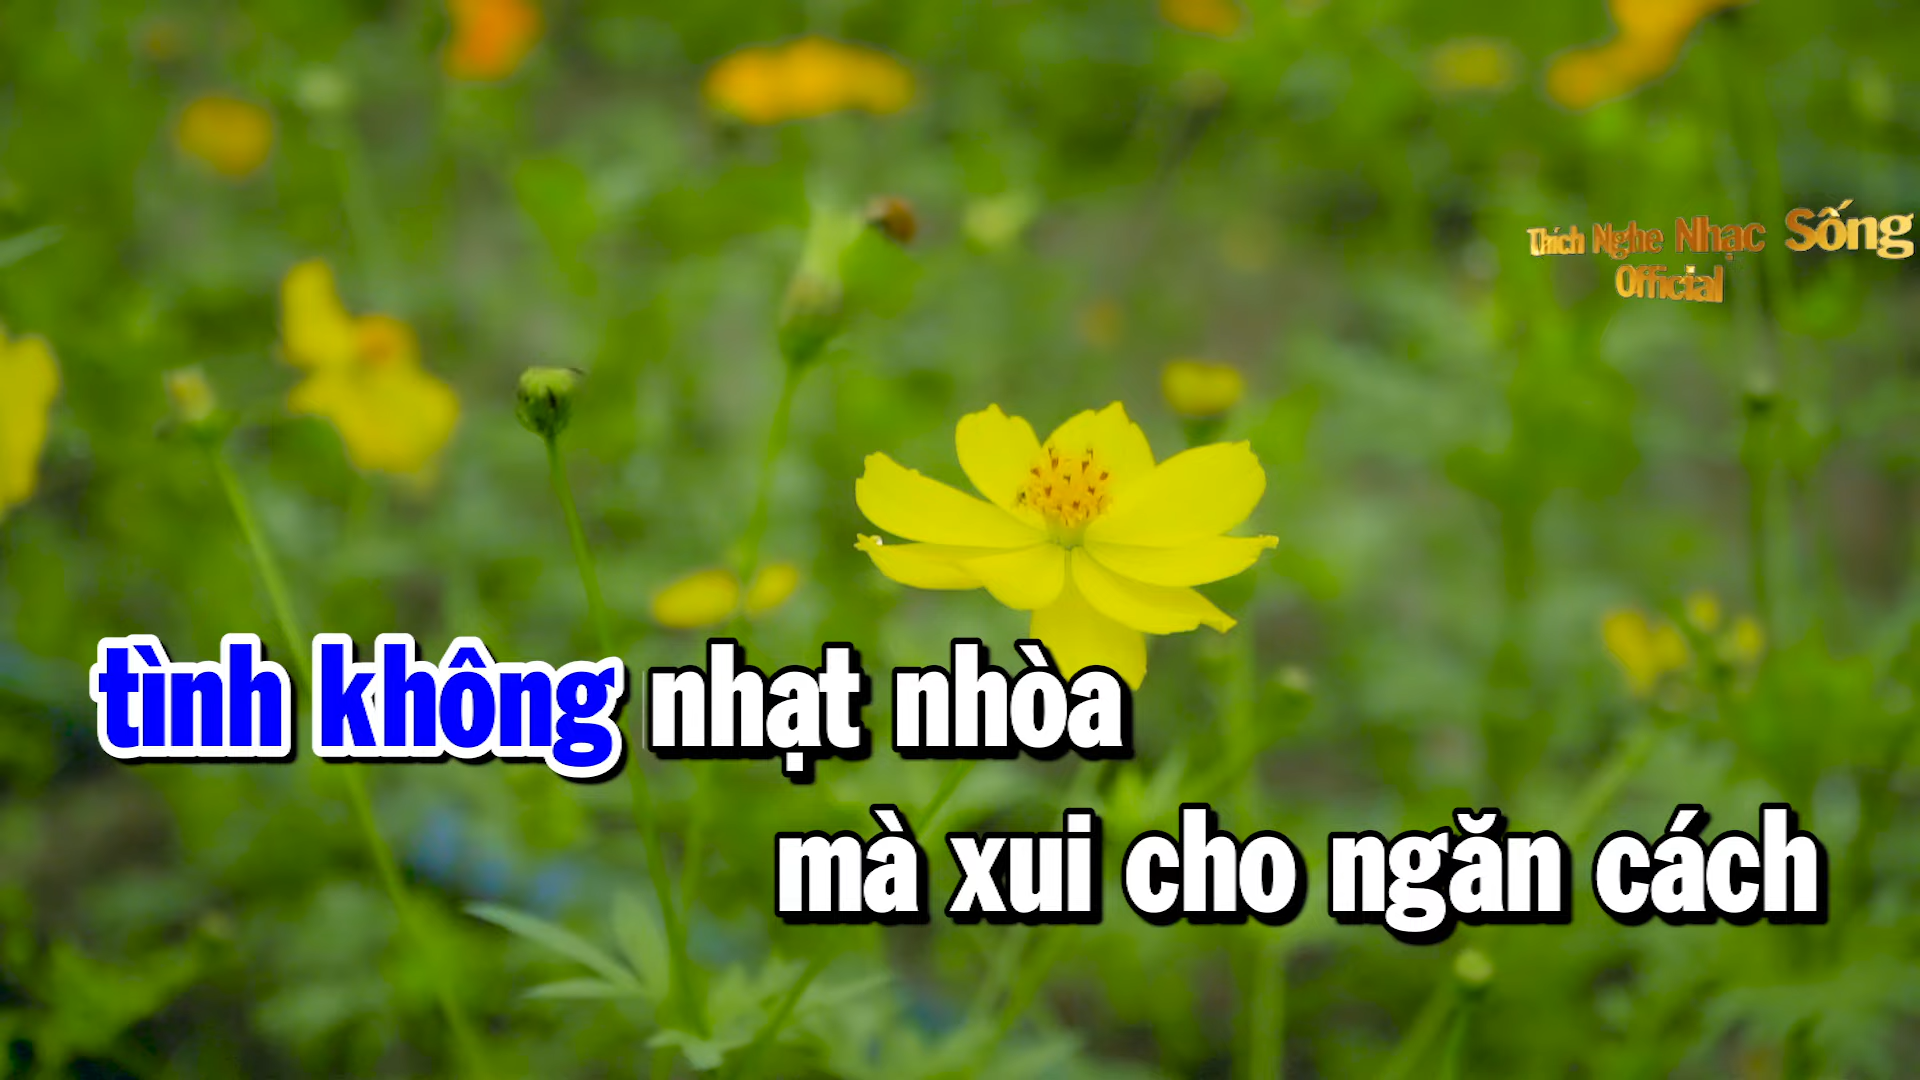 Thích Nghe Nhạc Sống
Official
tình không nhạt nhòa
mà xui cho ngăn cách